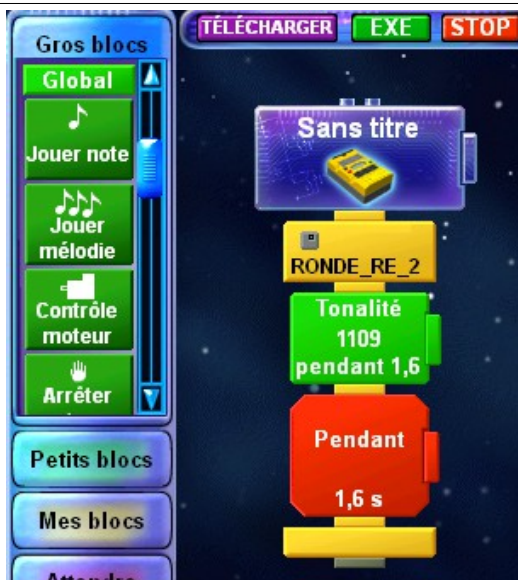 Gros blocs
Global
Jouer note
Jouer
mélodie
Contrôle
moteur
Arrêter
Petits blocs
Mes blocs
Attendre
TÉLÉCHARGER
EXE
STOP
Sans titre
RONDE_RE_2
Tonalité
1109
pendant 1,6
Pendant
1,6 s